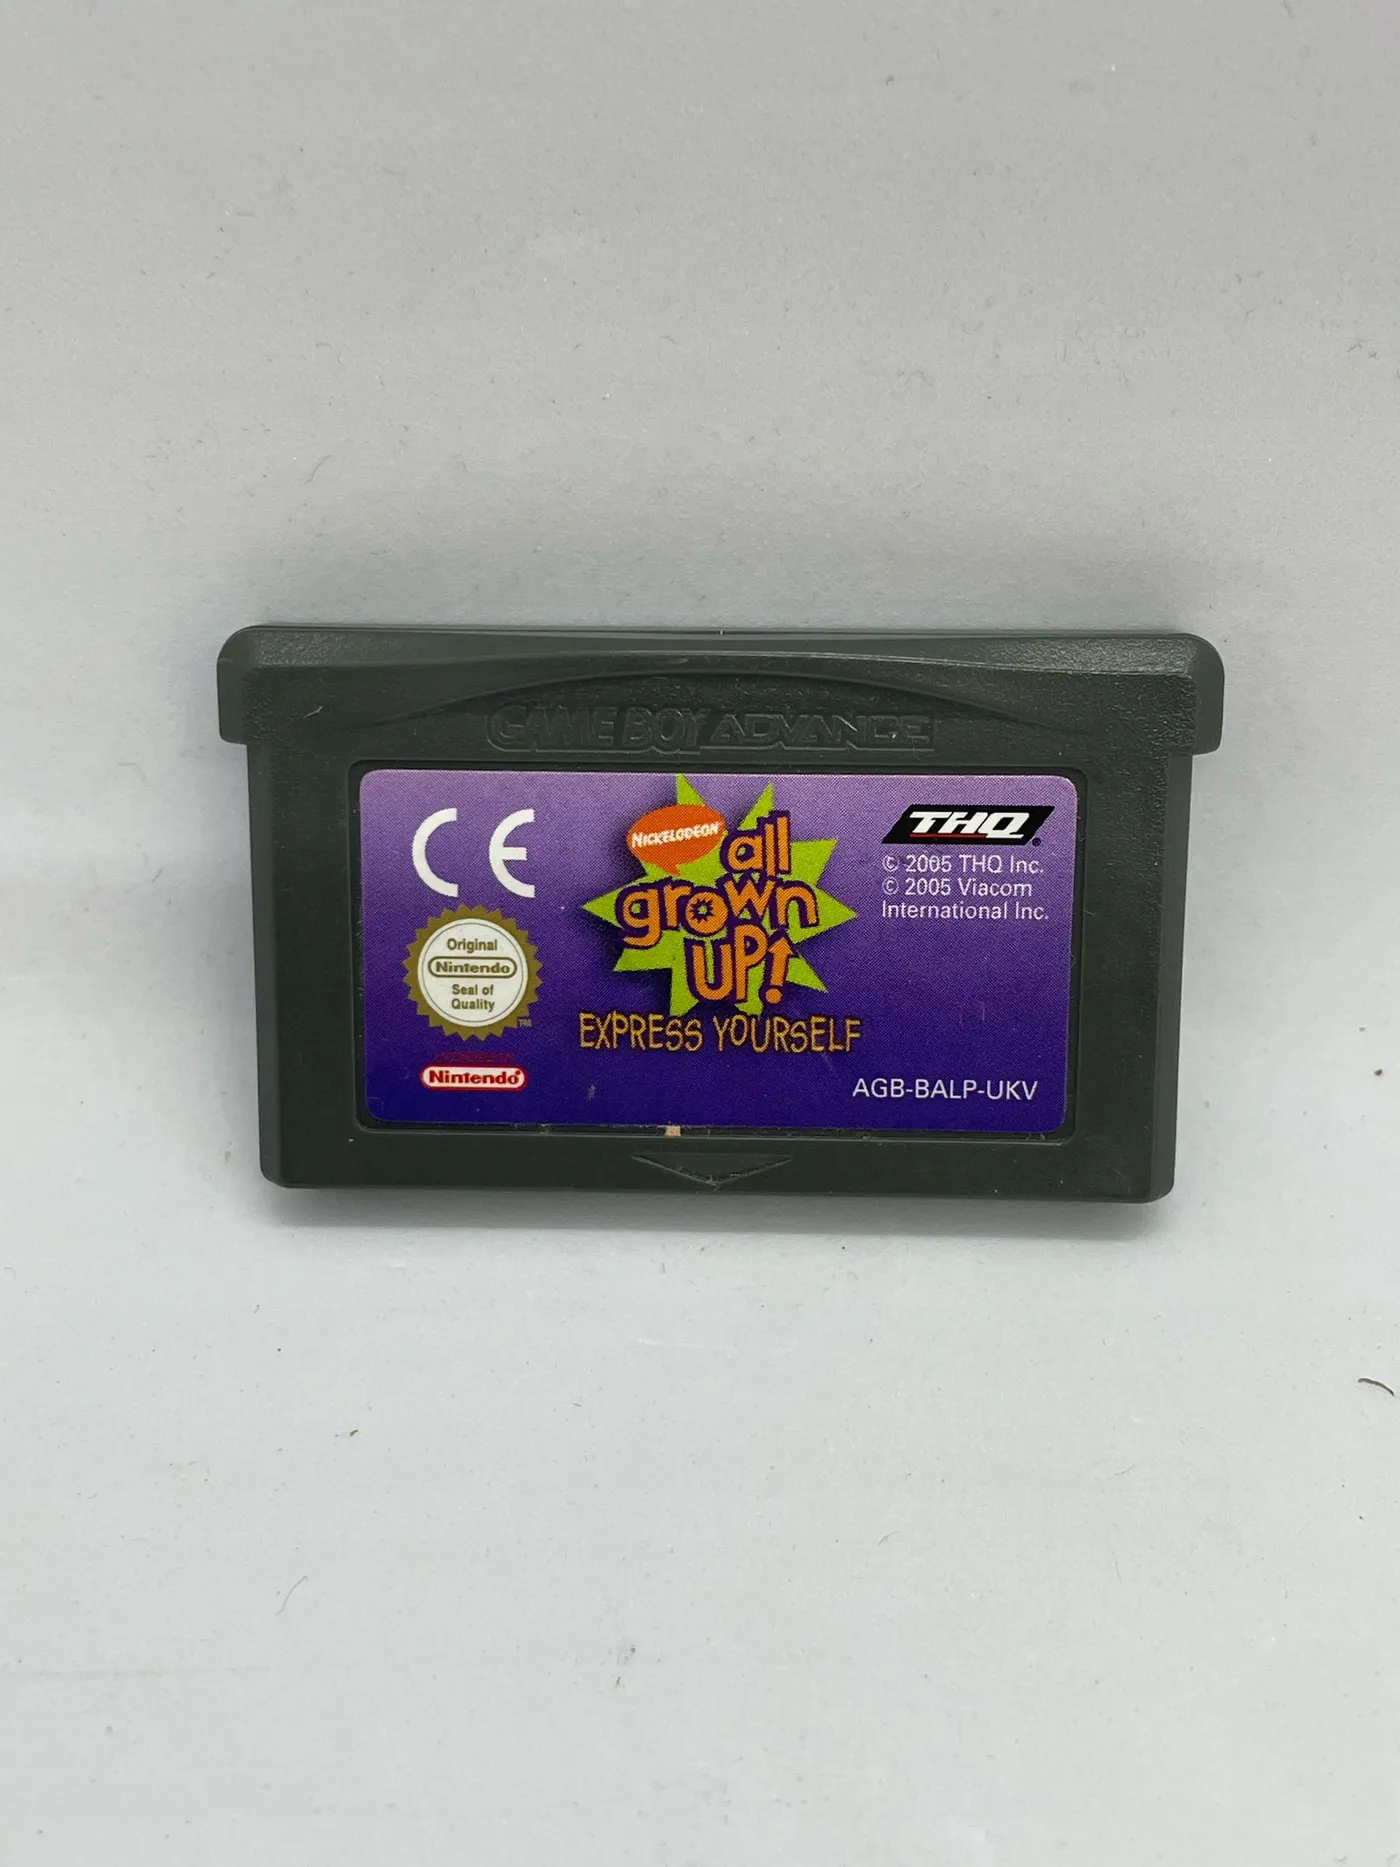 GAME BOY ADVANCE
CE
NICKELODEON
all
grown
UP!
EXPRESS YOURSELF
THQ
© 2005 THQ Inc.
© 2005 Viacom
International Inc.
Original
Nintendo
Seal of
Quality
TM
Nintendo®
AGB-BALP-UKV